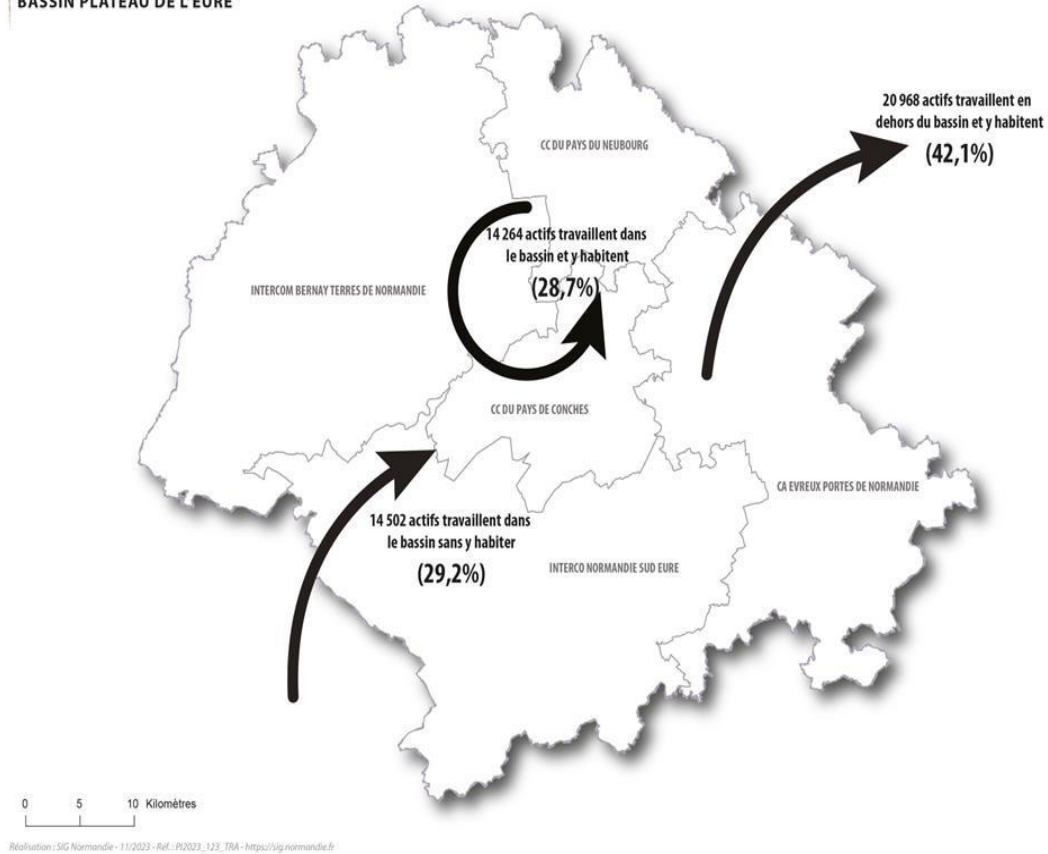 BASSIN PLATEAU DE L'EURE
20 968 actifs travaillent en
dehors du bassin et y habitent
(42,1%)
CC DU PAYS DU NEUBOURG
14 264 actifs travaillent dans
le bassin et y habitent
(28,7%)
INTERCOM BERNAY TERRES DE NORMANDIE
CC DU PAYS DE CONCHES
CA EVREUX PORTES DE NORMANDIE
14 502 actifs travaillent dans
le bassin sans y habiter
(29,2%)
INTERCO NORMANDIE SUD EURE
0 5 10 Kilomètres
Réalisation : SIG Normandie - 11/2023 - Réf. : PI2023_123_TRA - https://sig.normandie.fr